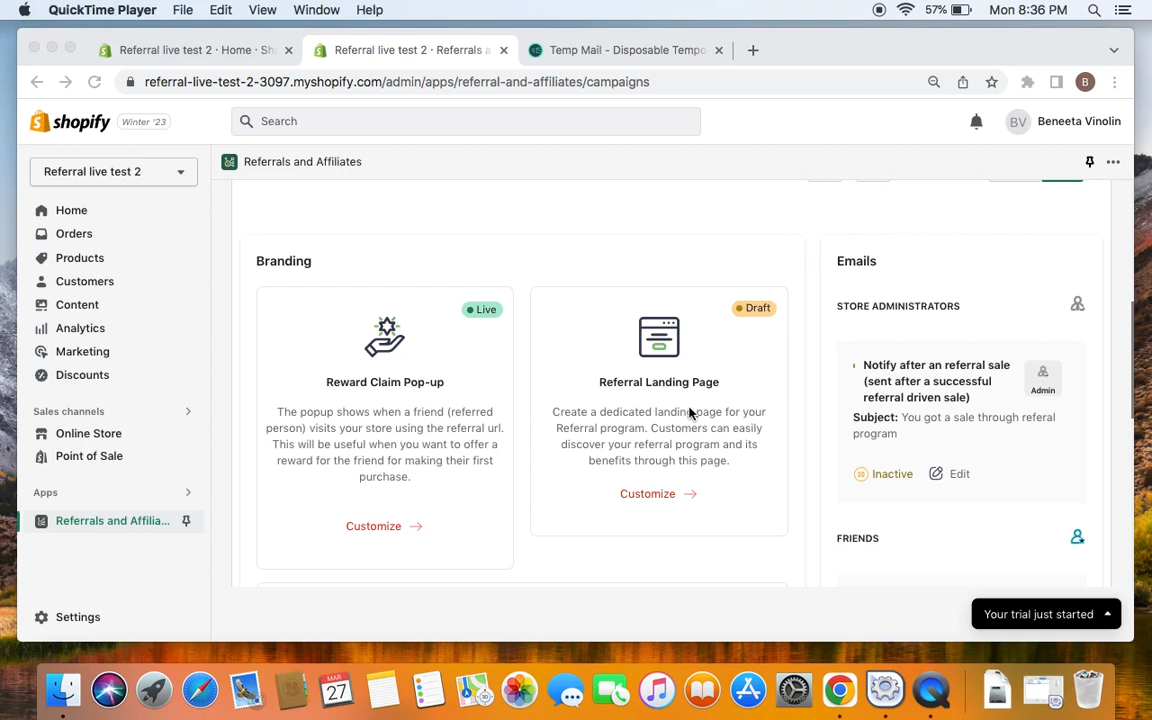 QuickTime Player File Edit View Window Help 57% Mon 8:36 PM
Referral live test 2 · Home · Sh
Referral live test 2 · Referrals a
Temp Mail - Disposable Tempo
referral-live-test-2-3097.myshopify.com/admin/apps/referral-and-affiliates/campaigns
B
shopify Winter '23 Search BV Beneeta Vinolin
Referral live test 2
Referrals and Affiliates
Home
Orders
Products
Customers
Content
Analytics
Marketing
Discounts
Sales channels
Online Store
Point of Sale
Apps
Referrals and Affilia...
Settings
Branding
Live
Reward Claim Pop-up
The popup shows when a friend (referred
person) visits your store using the referral url.
This will be useful when you want to offer a
reward for the friend for making their first
purchase.
Customize
Draft
Referral Landing Page
Create a dedicated landing page for your
Referral program. Customers can easily
discover your referral program and its
benefits through this page.
Customize
Emails
STORE ADMINISTRATORS
Notify after an referral sale
(sent after a successful
referral driven sale)
Admin
Subject: You got a sale through referal
program
Inactive Edit
FRIENDS
Your trial just started
MAR
27